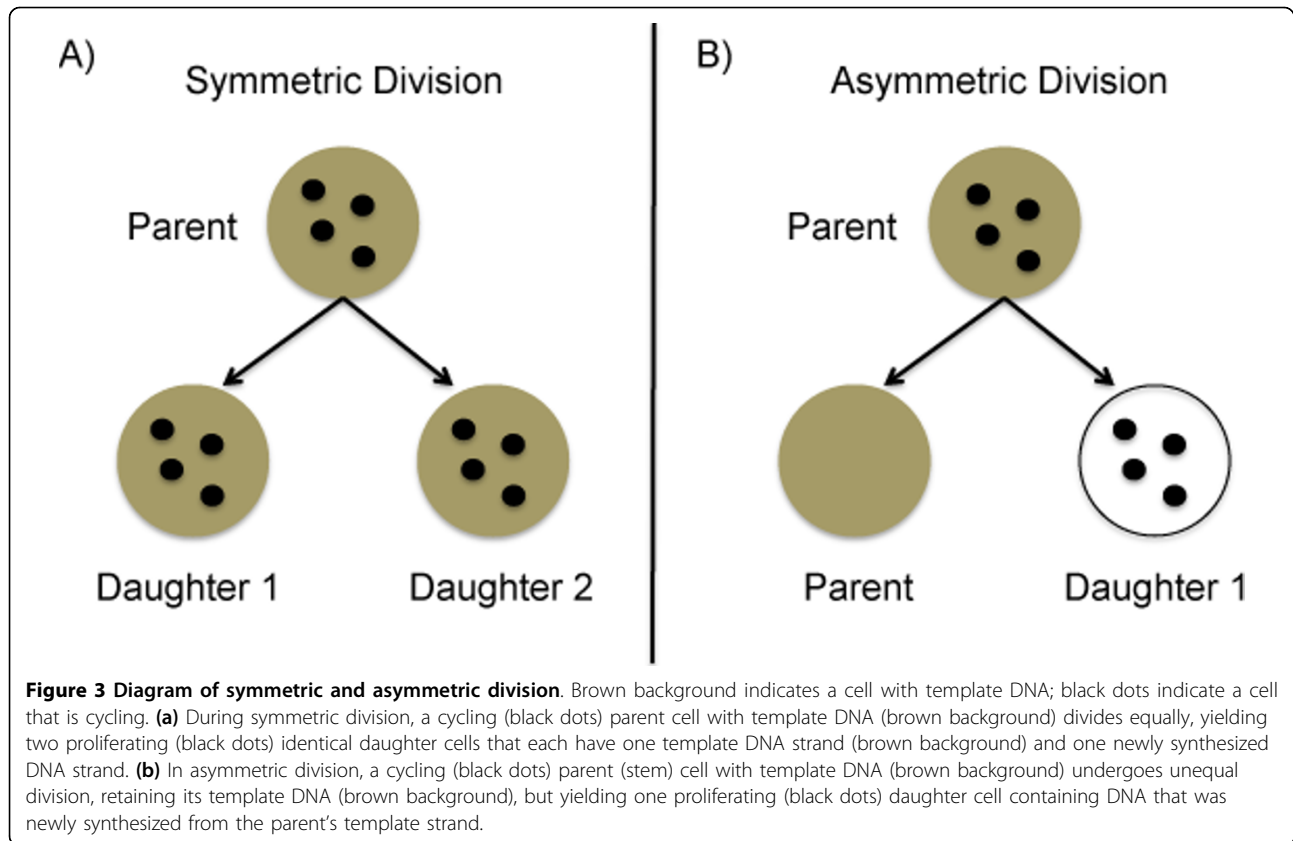 A)
Symmetric Division
Parent
Daughter 1
Daughter 2
B)
Asymmetric Division
Parent
Parent
Daughter 1
Figure 3 Diagram of symmetric and asymmetric division. Brown background indicates a cell with template DNA; black dots indicate a cell
that is cycling. (a) During symmetric division, a cycling (black dots) parent cell with template DNA (brown background) divides equally, yielding
two proliferating (black dots) identical daughter cells that each have one template DNA strand (brown background) and one newly synthesized
DNA strand. (b) In asymmetric division, a cycling (black dots) parent (stem) cell with template DNA (brown background) undergoes unequal
division, retaining its template DNA (brown background), but yielding one proliferating (black dots) daughter cell containing DNA that was
newly synthesized from the parent's template strand.